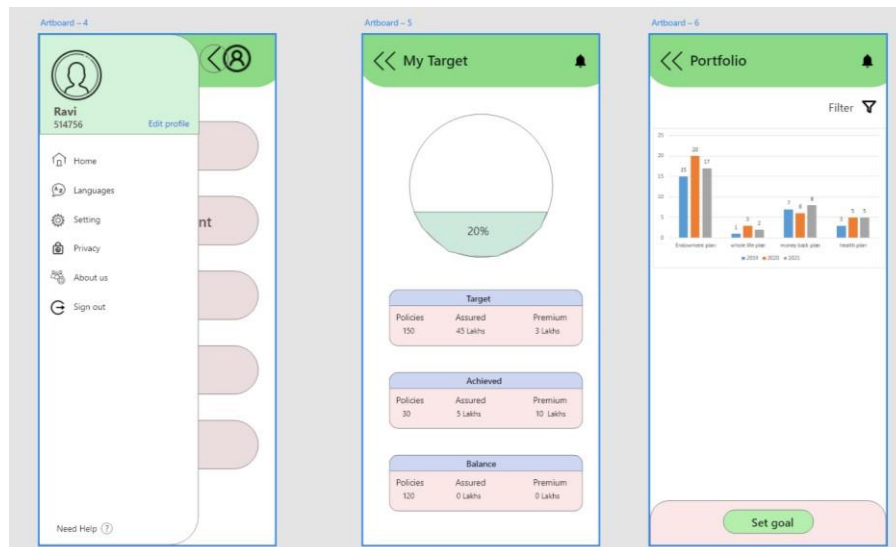 Artboard – 4
Ravi
514756
Edit profile
Home
Languages
Setting
nt
Privacy
About us
Sign out
Need Help ?
Artboard – 5
My Target
20%
Target
Policies Assured Premium
150 45 Lakhs 3 Lakhs
Achieved
Policies Assured Premium
30 5 Lakhs 10 Lakhs
Balance
Policies Assured Premium
120 0 Lakhs 0 Lakhs
Artboard – 6
Portfolio
Filter
25
20
15
10
5
0
15 20 17
1 3 2
7 6 8
3 5 5
Endowment plan whole life plan money back plan health plan
2019 2020 2021
Set goal